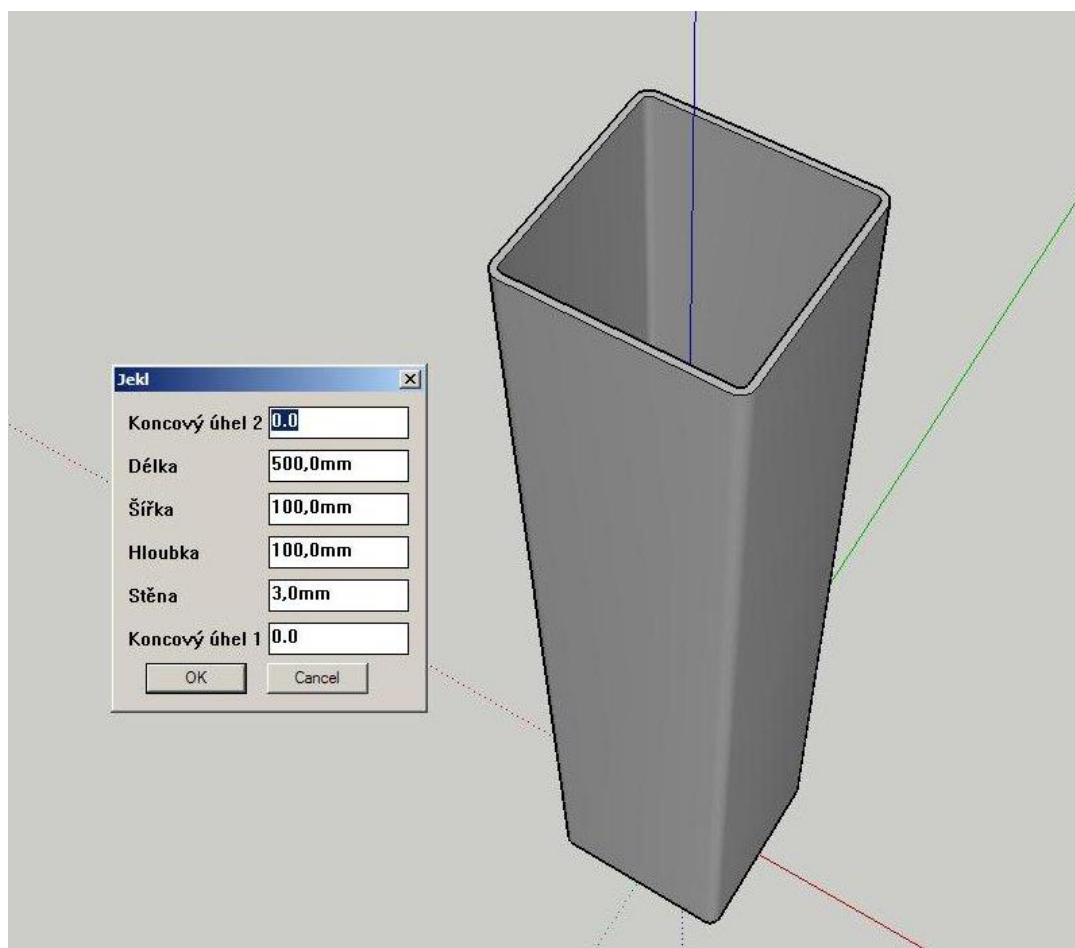 Jekl
Koncový úhel 2 0.0
Délka 500,0mm
Šířka 100,0mm
Hloubka 100,0mm
Stěna 3,0mm
Koncový úhel 1 0.0
OK Cancel